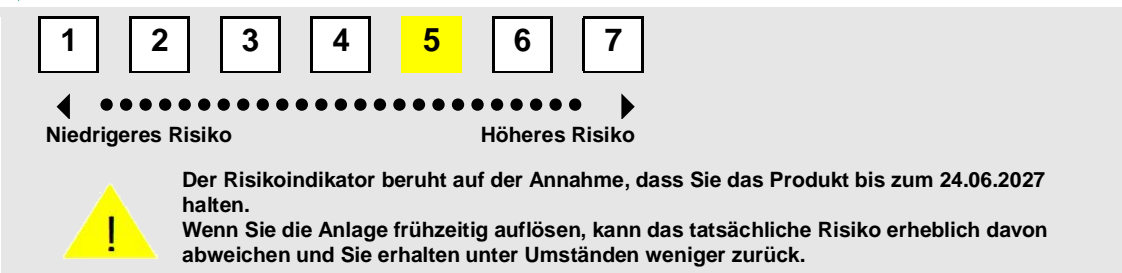 1 2 3 4 5 6 7
Niedrigeres Risiko Höheres Risiko
Der Risikoindikator beruht auf der Annahme, dass Sie das Produkt bis zum 24.06.2027
halten.
! Wenn Sie die Anlage frühzeitig auflösen, kann das tatsächliche Risiko erheblich davon
abweichen und Sie erhalten unter Umständen weniger zurück.